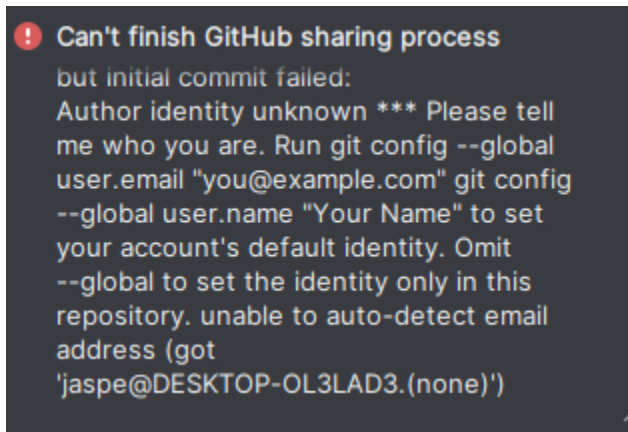 Can't finish GitHub sharing process
but initial commit failed:
Author identity unknown *** Please tell
me who you are. Run git config --global
user.email "you@example.com" git config
--global user.name "Your Name" to set
your account's default identity. Omit
--global to set the identity only in this
repository. unable to auto-detect email
address (got
'jaspe@DESKTOP-OL3LAD3.(none)')